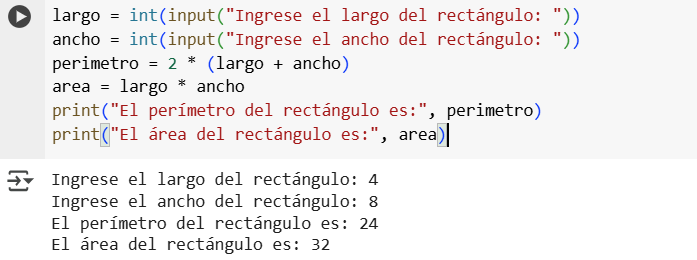 largo = int(input("Ingrese el largo del rectángulo: "))
ancho = int(input("Ingrese el ancho del rectángulo: "))
perimetro = 2 * (largo + ancho)
area = largo * ancho
print("El perímetro del rectángulo es:", perimetro)
print("El área del rectángulo es:", area)
Ingrese el largo del rectángulo: 4
Ingrese el ancho del rectángulo: 8
El perímetro del rectángulo es: 24
El área del rectángulo es: 32